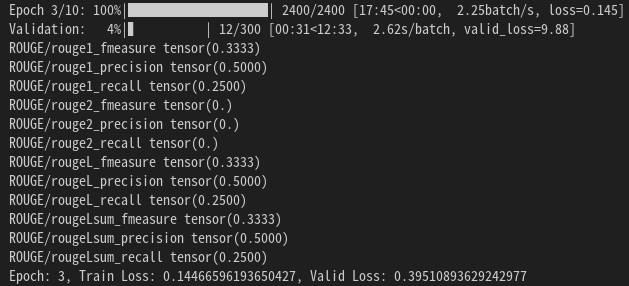 Epoch 3/10: 100%|██████████| 2400/2400 [17:45<00:00,  2.25batch/s, loss=0.145]
Validation:   4%|▍         | 12/300 [00:31<12:33,  2.62s/batch, valid_loss=9.88]
ROUGE/rouge1_fmeasure tensor(0.3333)
ROUGE/rouge1_precision tensor(0.5000)
ROUGE/rouge1_recall tensor(0.2500)
ROUGE/rouge2_fmeasure tensor(0.)
ROUGE/rouge2_precision tensor(0.)
ROUGE/rouge2_recall tensor(0.)
ROUGE/rougeL_fmeasure tensor(0.3333)
ROUGE/rougeL_precision tensor(0.5000)
ROUGE/rougeL_recall tensor(0.2500)
ROUGE/rougeLsum_fmeasure tensor(0.3333)
ROUGE/rougeLsum_precision tensor(0.5000)
ROUGE/rougeLsum_recall tensor(0.2500)
Epoch: 3, Train Loss: 0.14466596193650427, Valid Loss: 0.39510893629242977